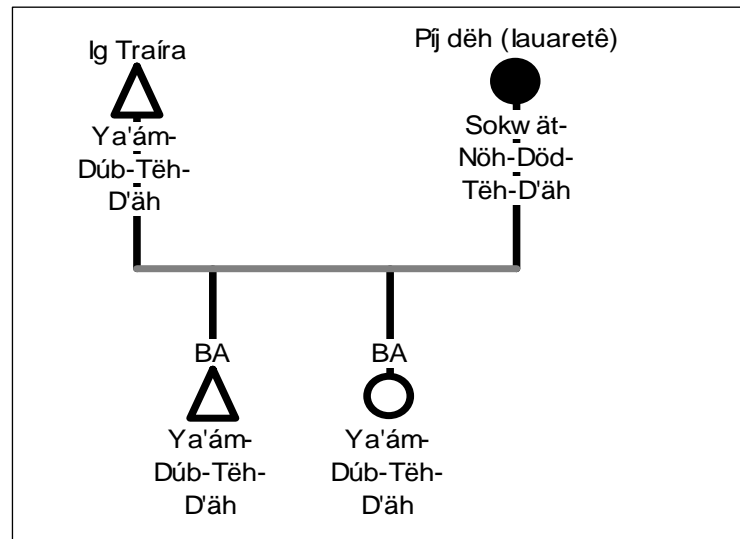 Ig Traíra
Ya'ám-
Dúb-Tëh-
D'äh
Píj dëh (Iauaretê)
Sokw ät-
Nöh-Död-
Tëh-D'äh
BA
Ya'ám-
Dúb-Tëh-
D'äh
BA
Ya'ám-
Dúb-Tëh-
D'äh